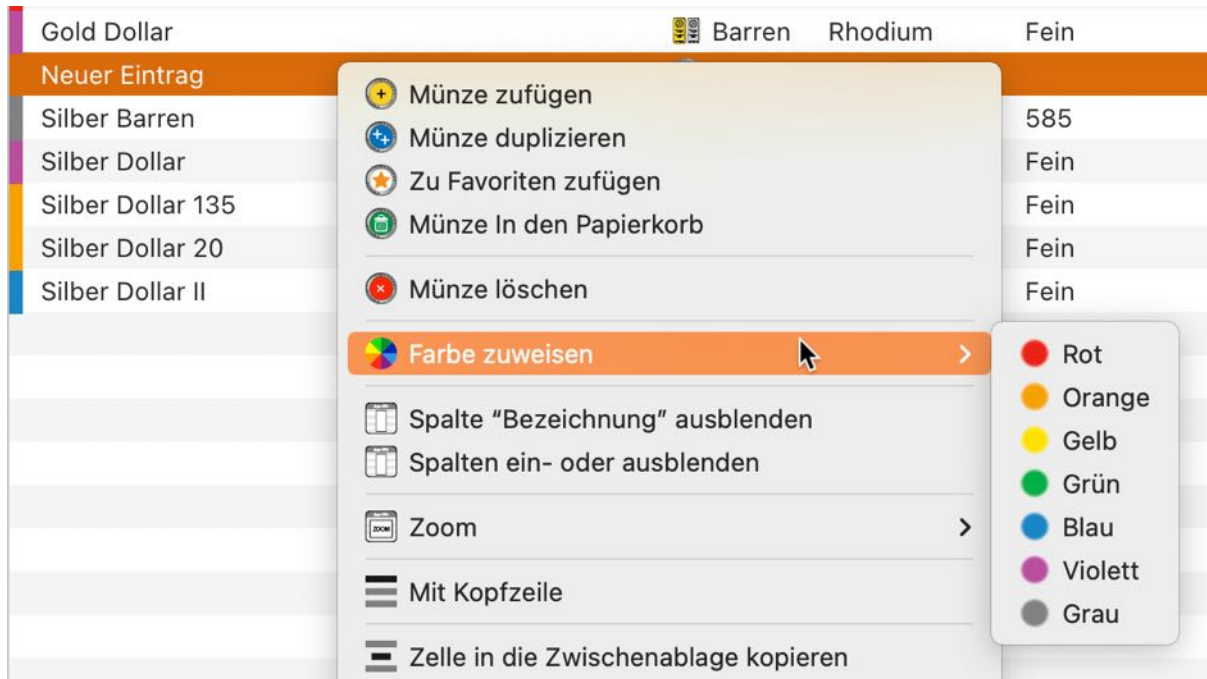 Gold Dollar Barren Rhodium Fein
Neuer Eintrag
Münze zufügen
Silber Barren 585
Münze duplizieren
Silber Dollar Fein
Zu Favoriten zufügen
Silber Dollar 135 Fein
Münze In den Papierkorb
Silber Dollar 20 Fein
Silber Dollar II Fein
Münze löschen
Farbe zuweisen
Rot
Orange
Spalte “Bezeichnung” ausblenden
Gelb
Spalten ein- oder ausblenden
Grün
ZOOM Zoom
Blau
Violett
Mit Kopfzeile
Grau
Zelle in die Zwischenablage kopieren